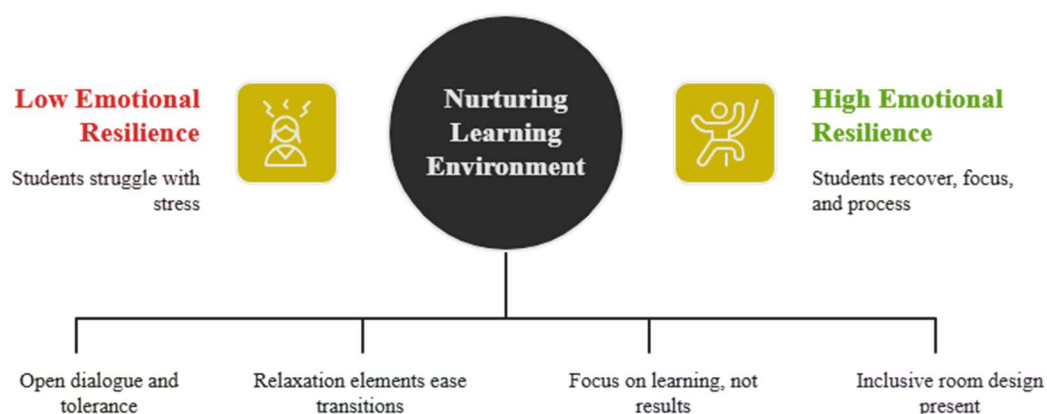 Low Emotional
Resilience
Students struggle with
stress
Nurturing
Learning
Environment
High Emotional
Resilience
Students recover, focus,
and process
Open dialogue and
tolerance
Relaxation elements ease
transitions
Focus on learning, not
results
Inclusive room design
present